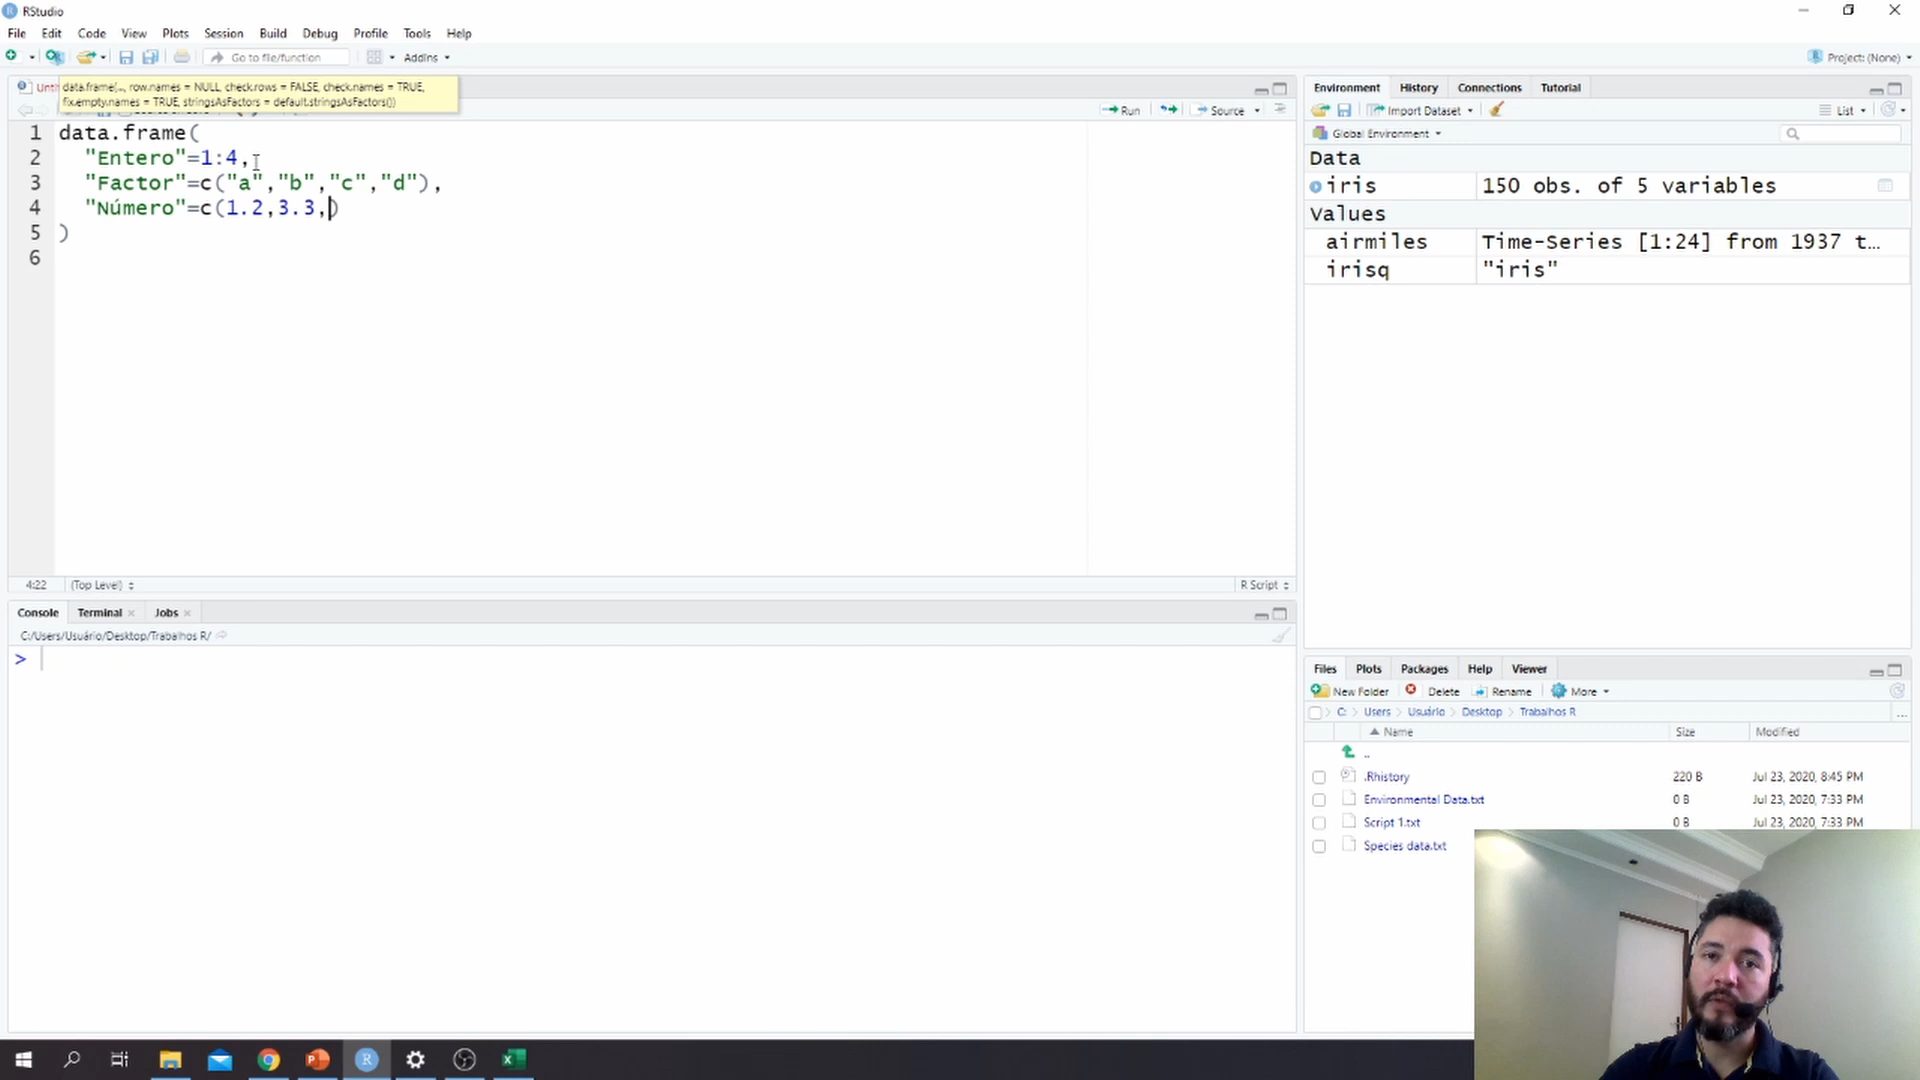 RStudio
File Edit Code View Plots Session Build Debug Profile Tools Help
Go to file/function Addins Project: (None)
data.frame(..., row.names = NULL, check.rows = FALSE, check.names = TRUE,
fix.empty.names = TRUE, stringsAsFactors = default.stringsAsFactors())
Run Source
1 data.frame(
2 "Entero"=1:4,
3 "Factor"=c("a","b","c","d"),
4 "Número"=c(1.2,3.3,)
5 )
6
4:22 (Top Level) R Script
Console Terminal Jobs
C:/Users/Usuário/Desktop/Trabalhos R/
>
Environment History Connections Tutorial
Import Dataset List
Global Environment
Data
iris 150 obs. of 5 variables
Values
airmiles Time-Series [1:24] from 1937 t…
irisq "iris"
Files Plots Packages Help Viewer
New Folder Delete Rename More
C: Users Usuário Desktop Trabalhos R ...
Name Size Modified
..
.Rhistory 220 B Jul 23, 2020, 8:45 PM
Environmental Data.txt 0 B Jul 23, 2020, 7:33 PM
Script 1.txt 0 B Jul 23, 2020, 7:33 PM
Species data.txt